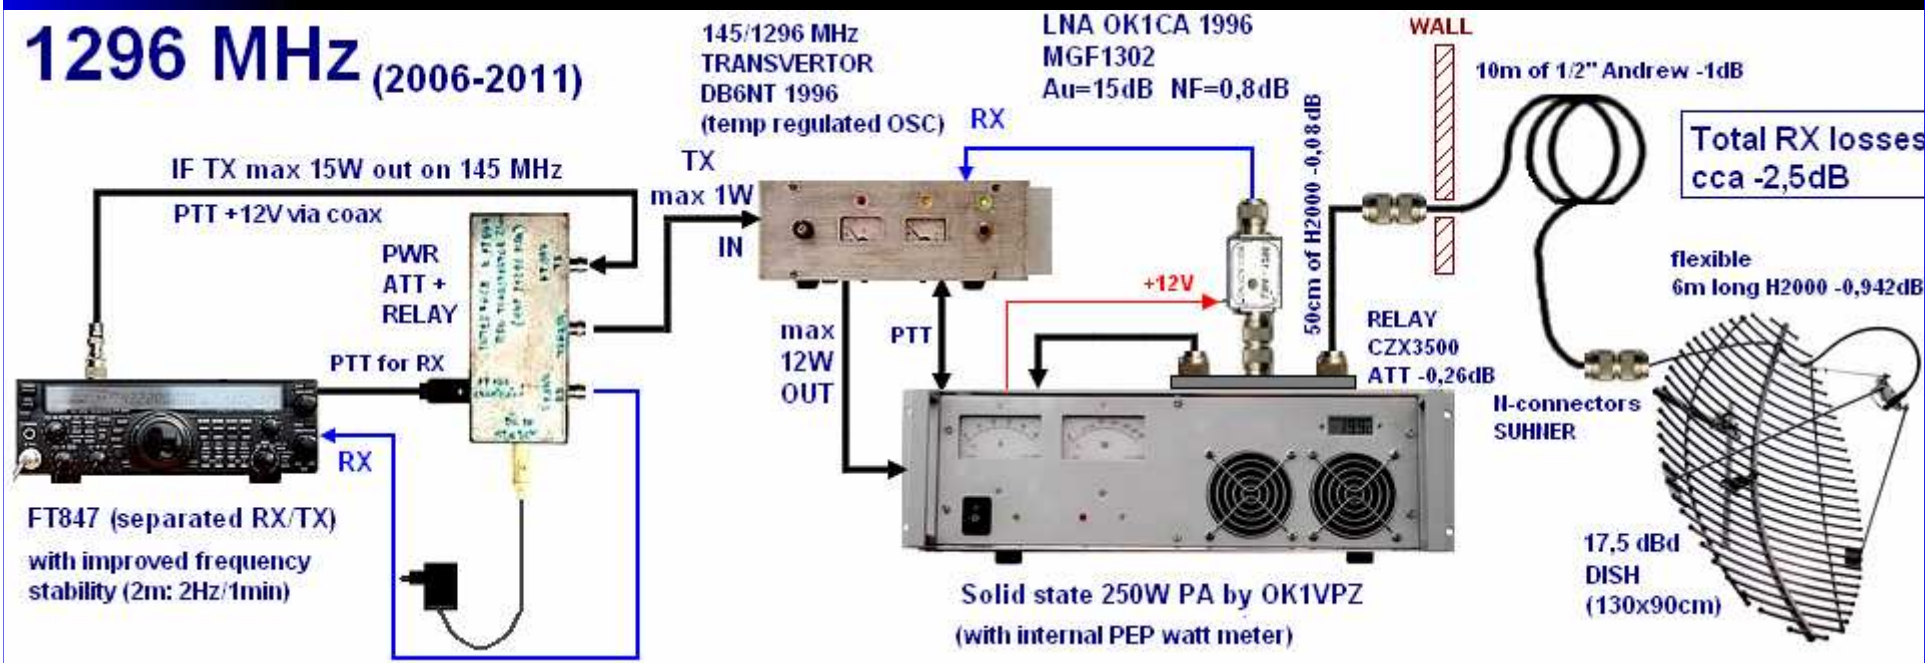 1296 MHz (2006-2011)
145/1296 MHz
TRANSVERTOR
DB6NT 1996
(temp regulated OSC)
LNA OK1CA 1996
MGF1302
Au=15dB NF=0,8dB
RX
WALL
10m of 1/2" Andrew -1dB
Total RX losses
cca -2,5dB
IF TX max 15W out on 145 MHz
PTT +12V via coax
PWR
ATT +
RELAY
PTT for RX
TX
max 1W
IN
max
12W
OUT
PTT
+12V
50cm of H2000 -0,08dB
RELAY
CZX3500
ATT -0,26dB
flexible
6m long H2000 -0,942dB
N-connectors
SUHNER
RX
FT847 (separated RX/TX)
with improved frequency
stability (2m: 2Hz/1min)
Solid state 250W PA by OK1VPZ
(with internal PEP watt meter)
17,5 dBd
DISH
(130x90cm)